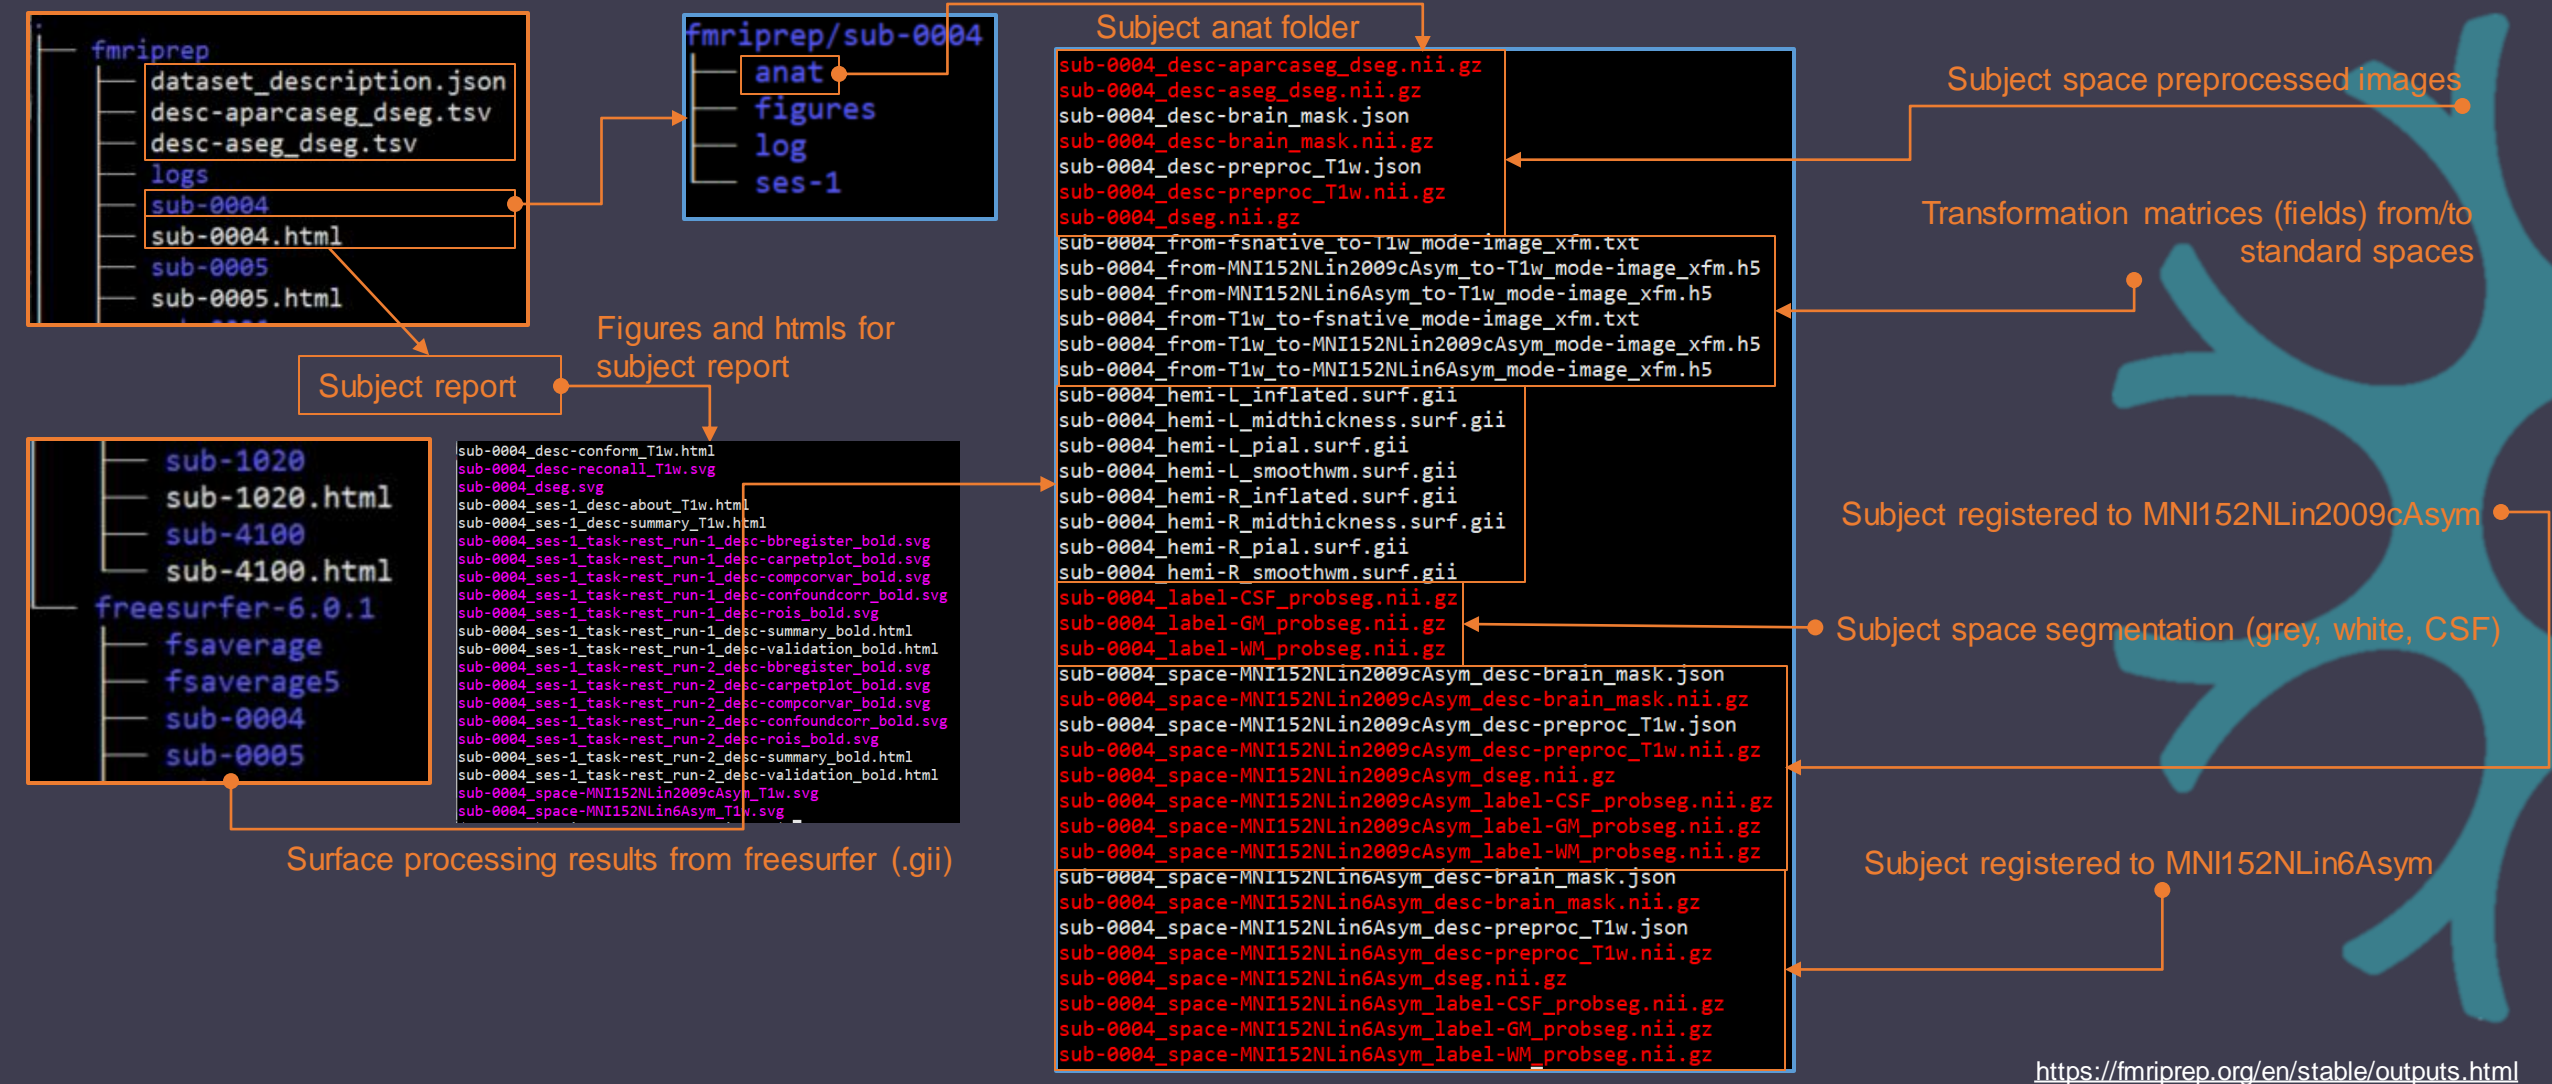 fmriprep
dataset_description.json
desc-aparcaseg_dseg.tsv
desc-aseg_dseg.tsv
logs
sub-0004
sub-0004.html
sub-0005
sub-0005.html
fmriprep/sub-0004
anat
figures
log
ses-1
Subject report
Figures and htmls for
subject report
sub-1020
sub-1020.html
sub-4100
sub-4100.html
freesurfer-6.0.1
fsaverage
fsaverage5
sub-0004
sub-0005
sub-0004_desc-conform_T1w.html
sub-0004_desc-reconall_T1w.svg
sub-0004_dseg.svg
sub-0004_ses-1_desc-about_T1w.html
sub-0004_ses-1_desc-summary_T1w.html
sub-0004_ses-1_task-rest_run-1_desc-bbregister_bold.svg
sub-0004_ses-1_task-rest_run-1_desc-carpetplot_bold.svg
sub-0004_ses-1_task-rest_run-1_desc-compcorvar_bold.svg
sub-0004_ses-1_task-rest_run-1_desc-confoundcorr_bold.svg
sub-0004_ses-1_task-rest_run-1_desc-rois_bold.svg
sub-0004_ses-1_task-rest_run-1_desc-summary_bold.html
sub-0004_ses-1_task-rest_run-1_desc-validation_bold.html
sub-0004_ses-1_task-rest_run-2_desc-bbregister_bold.svg
sub-0004_ses-1_task-rest_run-2_desc-carpetplot_bold.svg
sub-0004_ses-1_task-rest_run-2_desc-compcorvar_bold.svg
sub-0004_ses-1_task-rest_run-2_desc-confoundcorr_bold.svg
sub-0004_ses-1_task-rest_run-2_desc-rois_bold.svg
sub-0004_ses-1_task-rest_run-2_desc-summary_bold.html
sub-0004_ses-1_task-rest_run-2_desc-validation_bold.html
sub-0004_space-MNI152NLin2009cAsym_T1w.svg
sub-0004_space-MNI152NLin6Asym_T1w.svg
Surface processing results from freesurfer (.gii)
Subject anat folder
sub-0004_desc-aparcaseg_dseg.nii.gz
sub-0004_desc-aseg_dseg.nii.gz
sub-0004_desc-brain_mask.json
sub-0004_desc-brain_mask.nii.gz
sub-0004_desc-preproc_T1w.json
sub-0004_desc-preproc_T1w.nii.gz
sub-0004_dseg.nii.gz
sub-0004_from-fsnative_to-T1w_mode-image_xfm.txt
sub-0004_from-MNI152NLin2009cAsym_to-T1w_mode-image_xfm.h5
sub-0004_from-MNI152NLin6Asym_to-T1w_mode-image_xfm.h5
sub-0004_from-T1w_to-fsnative_mode-image_xfm.txt
sub-0004_from-T1w_to-MNI152NLin2009cAsym_mode-image_xfm.h5
sub-0004_from-T1w_to-MNI152NLin6Asym_mode-image_xfm.h5
sub-0004_hemi-L_inflated.surf.gii
sub-0004_hemi-L_midthickness.surf.gii
sub-0004_hemi-L_pial.surf.gii
sub-0004_hemi-L_smoothwm.surf.gii
sub-0004_hemi-R_inflated.surf.gii
sub-0004_hemi-R_midthickness.surf.gii
sub-0004_hemi-R_pial.surf.gii
sub-0004_hemi-R_smoothwm.surf.gii
sub-0004_label-CSF_probseg.nii.gz
sub-0004_label-GM_probseg.nii.gz
sub-0004_label-WM_probseg.nii.gz
sub-0004_space-MNI152NLin2009cAsym_desc-brain_mask.json
sub-0004_space-MNI152NLin2009cAsym_desc-brain_mask.nii.gz
sub-0004_space-MNI152NLin2009cAsym_desc-preproc_T1w.json
sub-0004_space-MNI152NLin2009cAsym_desc-preproc_T1w.nii.gz
sub-0004_space-MNI152NLin2009cAsym_dseg.nii.gz
sub-0004_space-MNI152NLin2009cAsym_label-CSF_probseg.nii.gz
sub-0004_space-MNI152NLin2009cAsym_label-GM_probseg.nii.gz
sub-0004_space-MNI152NLin2009cAsym_label-WM_probseg.nii.gz
sub-0004_space-MNI152NLin6Asym_desc-brain_mask.json
sub-0004_space-MNI152NLin6Asym_desc-brain_mask.nii.gz
sub-0004_space-MNI152NLin6Asym_desc-preproc_T1w.json
sub-0004_space-MNI152NLin6Asym_desc-preproc_T1w.nii.gz
sub-0004_space-MNI152NLin6Asym_dseg.nii.gz
sub-0004_space-MNI152NLin6Asym_label-CSF_probseg.nii.gz
sub-0004_space-MNI152NLin6Asym_label-GM_probseg.nii.gz
sub-0004_space-MNI152NLin6Asym_label-WM_probseg.nii.gz
Subject space preprocessed images
Transformation matrices (fields) from/to
standard spaces
Subject registered to MNI152NLin2009cAsym
Subject space segmentation (grey, white, CSF)
Subject registered to MNI152NLin6Asym
https://fmriprep.org/en/stable/outputs.html